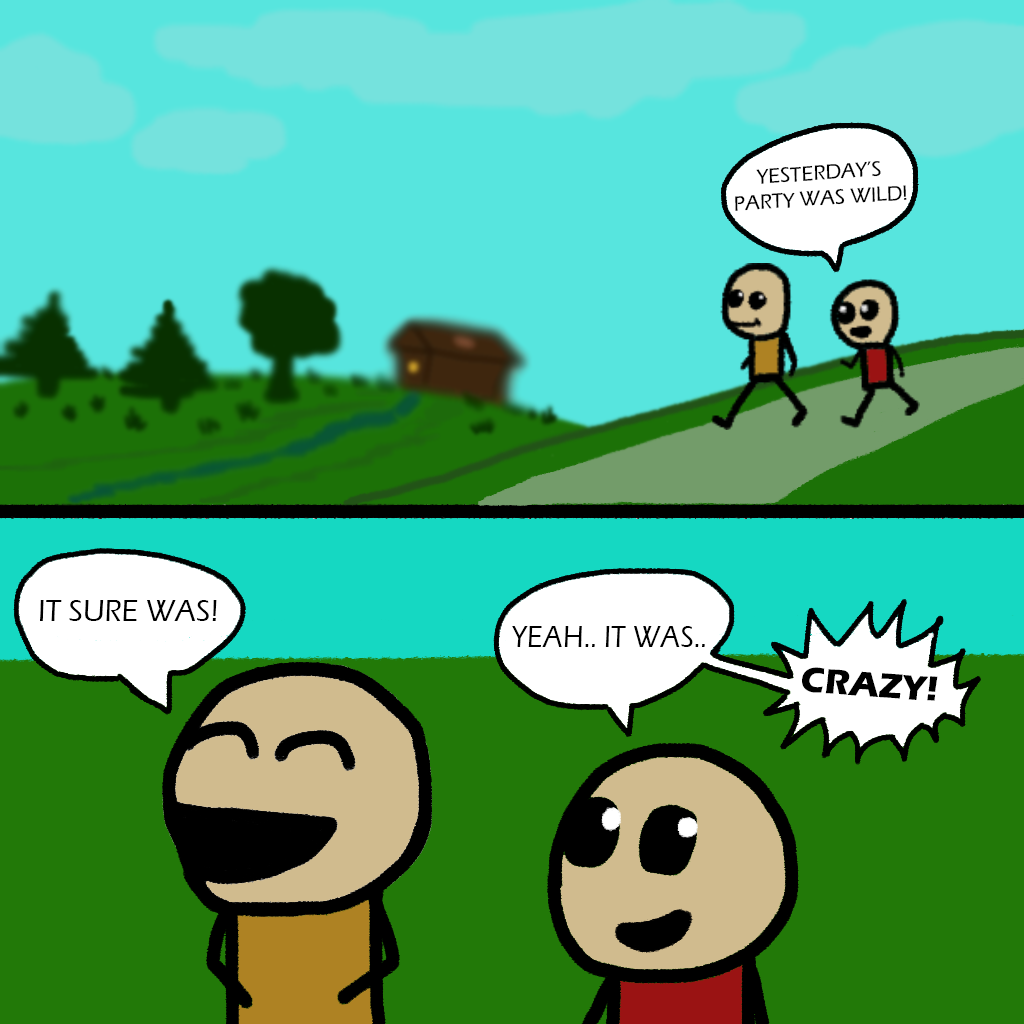 YESTERDAY'S
PARTY WAS WILD!
IT SURE WAS!
YEAH.. IT WAS..
CRAZY!